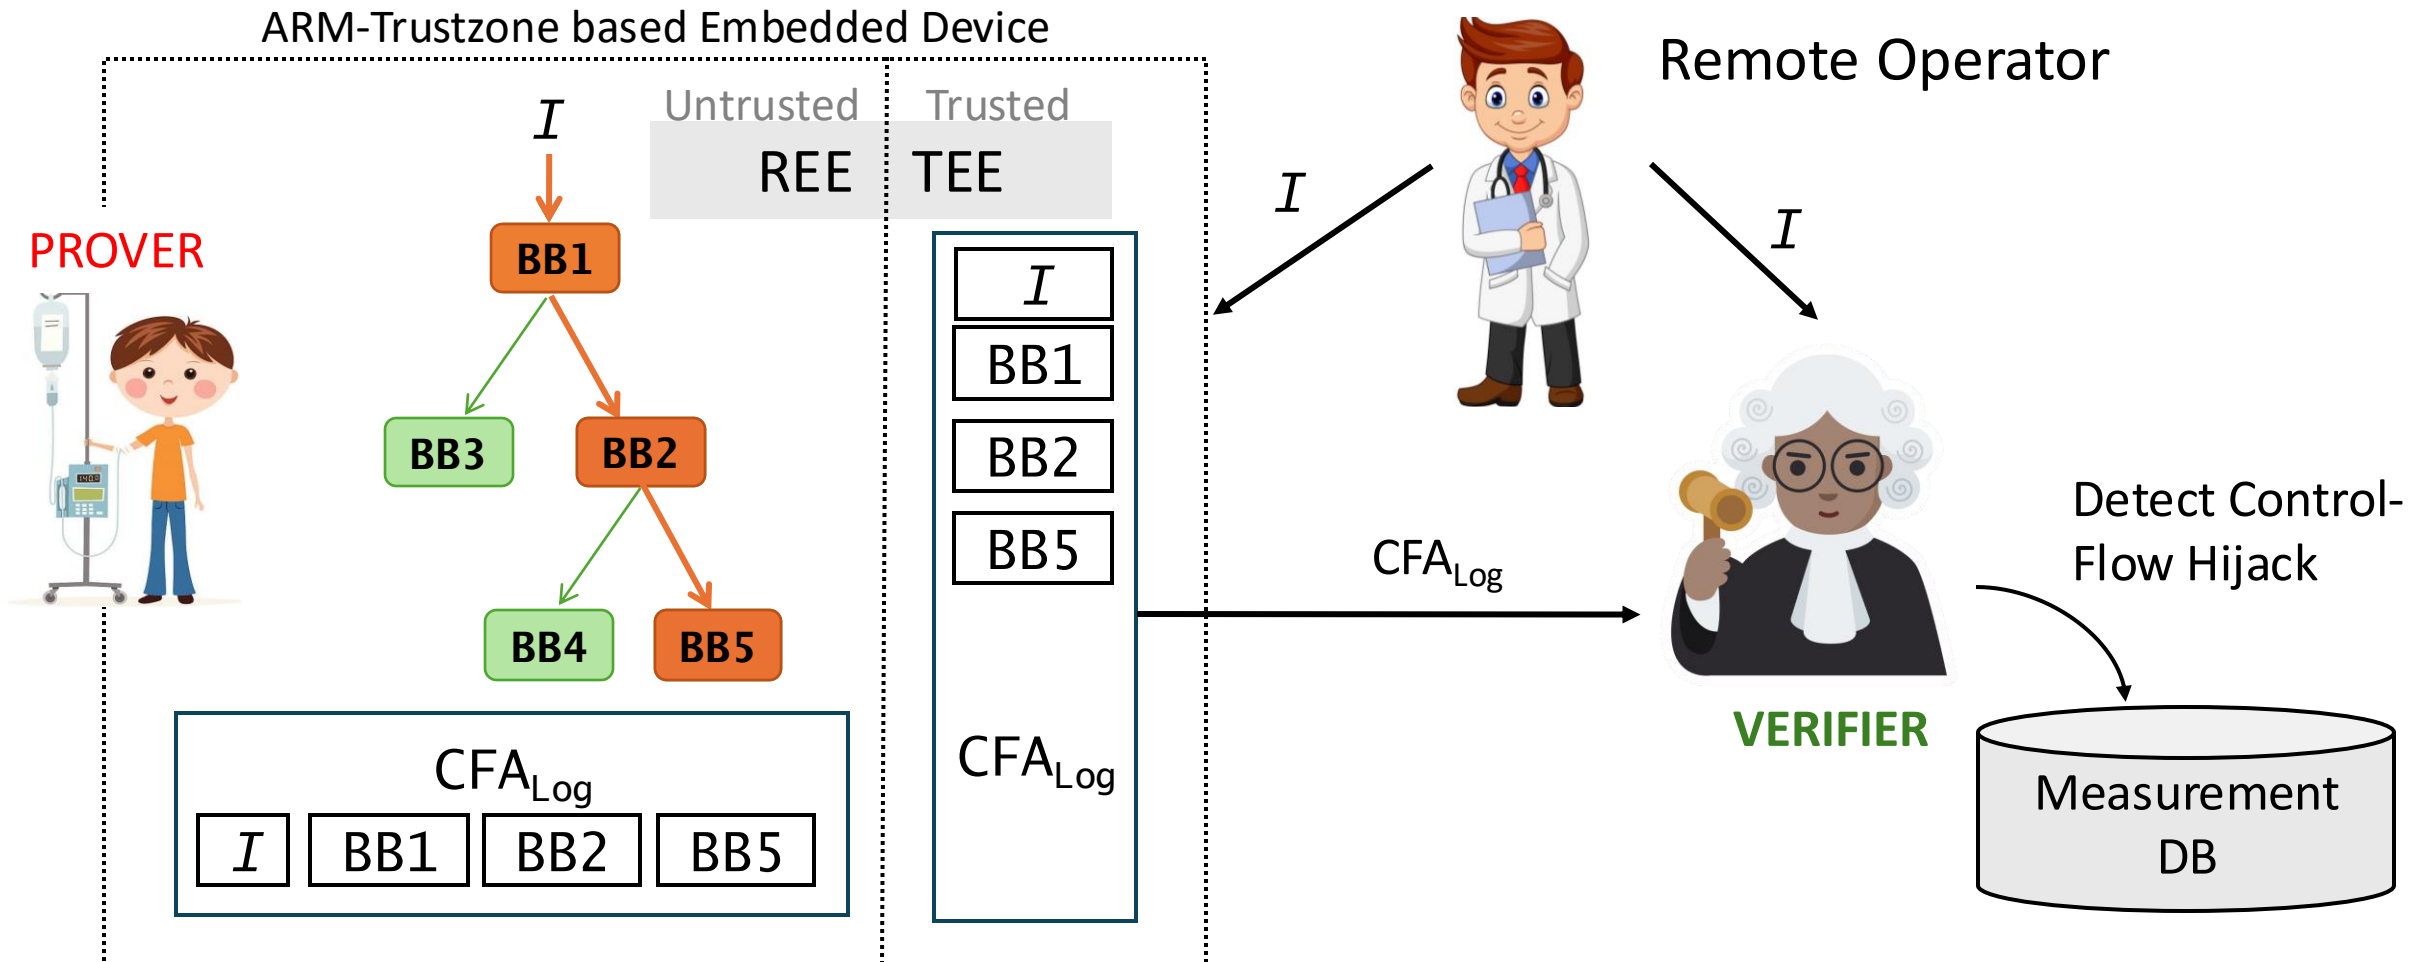 ARM-Trustzone based Embedded Device
Remote Operator
Untrusted
Trusted
REE
TEE
I
PROVER
BB1
BB3
BB2
BB4
BB5
CFALog
I
BB1
BB2
BB5
I
BB1
BB2
BB5
CFALog
I
I
CFALog
VERIFIER
Detect Control-
Flow Hijack
Measurement
DB